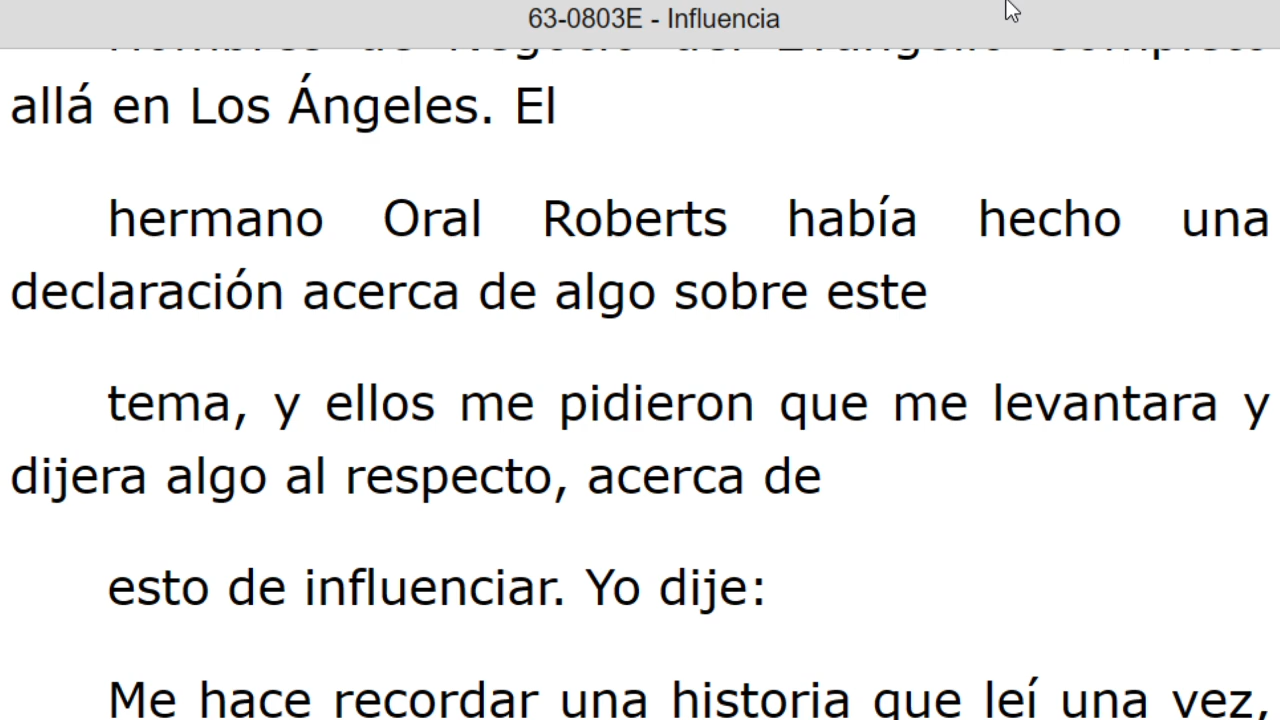 63-0803E - Influencia
allá en Los Ángeles. El
hermano Oral Roberts había hecho una
declaración acerca de algo sobre este
tema, y ellos me pidieron que me levantara y
dijera algo al respecto, acerca de
esto de influenciar. Yo dije:
Me hace recordar una historia que leí una vez,